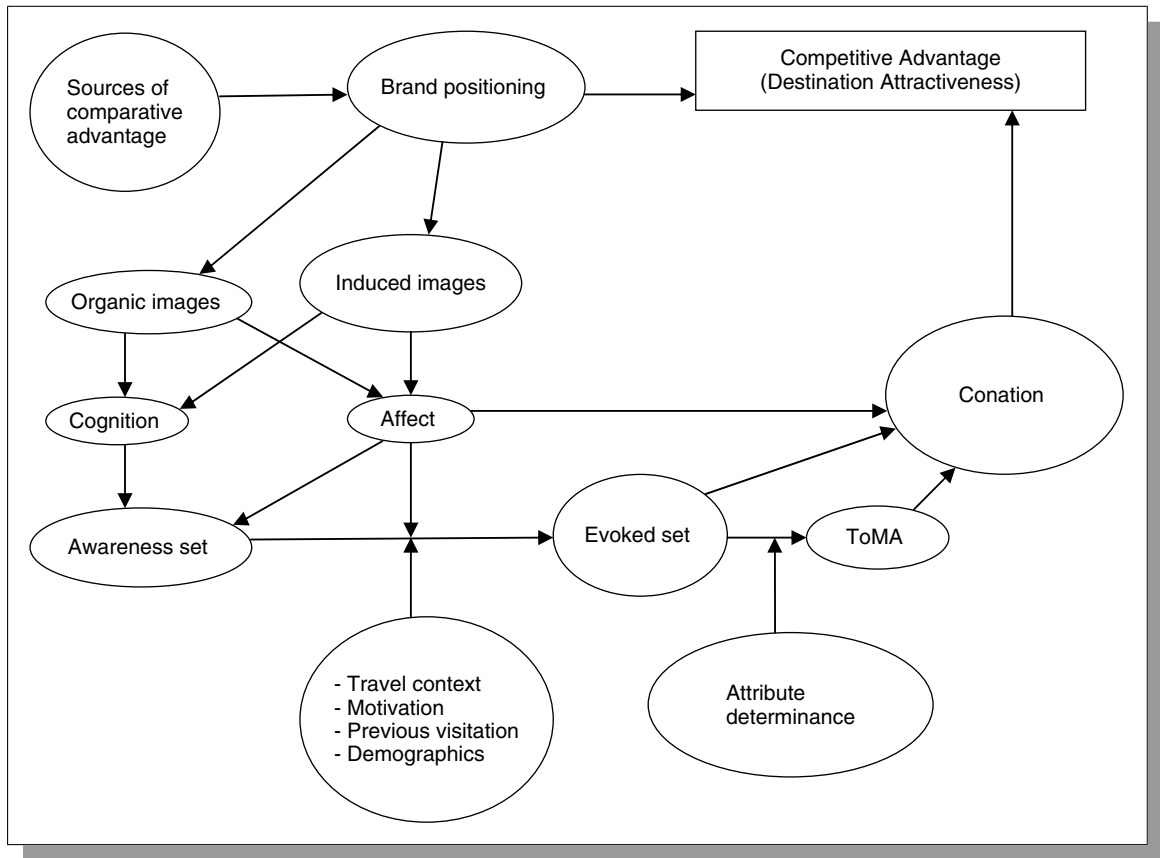 Sources of
comparative
advantage
Brand positioning
Competitive Advantage
(Destination Attractiveness)
Organic images
Induced images
Cognition
Affect
Conation
Awareness set
Evoked set
ToMA
- Travel context
- Motivation
- Previous visitation
- Demographics
Attribute
determinance